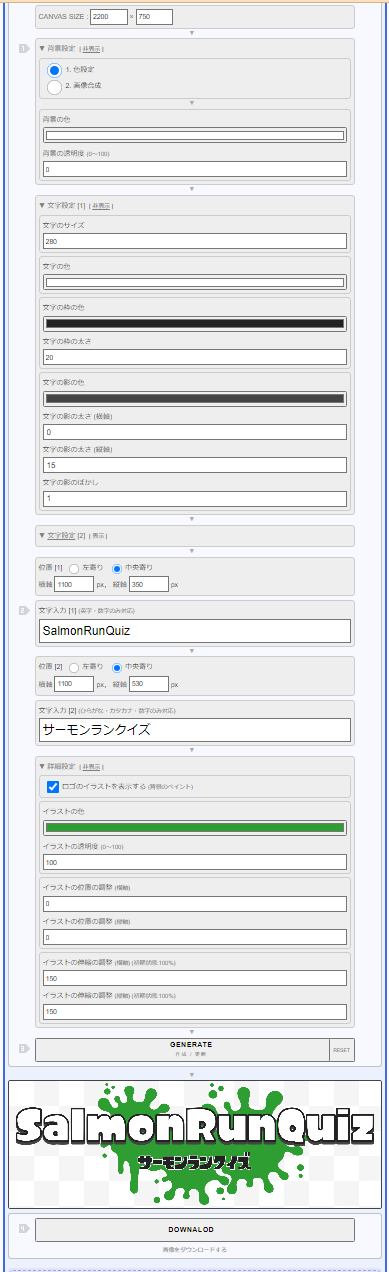 CANVAS SIZE : 2200 × 750
▼
1
▼ 背景設定 [ 非表示 ]
1. 色設定
2. 画像合成
▼
背景の色
背景の透明度 (0～100)
0
▼
▼ 文字設定 [1] [ 非表示 ]
文字のサイズ
280
文字の色
文字の枠の色
文字の枠の太さ
20
文字の影の色
文字の影の太さ (横軸)
0
文字の影の太さ (縦軸)
15
文字の影のぼかし
1
▼
▼ 文字設定 [2] [ 表示 ]
▼
位置 [1] 左寄り 中央寄り
横軸 1100 px, 縦軸 350 px
2
文字入力 [1] (英字・数字のみ対応)
SalmonRunQuiz
▼
位置 [2] 左寄り 中央寄り
横軸 1100 px, 縦軸 530 px
文字入力 [2] (ひらがな・カタカナ・数字のみ対応)
サーモンランクイズ
▼
▼ 詳細設定 [ 非表示 ]
ロゴのイラストを表示する (背景のペイント)
イラストの色
イラストの透明度 (0～100)
100
イラストの位置の調整 (横軸)
0
イラストの位置の調整 (縦軸)
0
イラストの伸縮の調整 (横軸) (初期状態:100%)
150
イラストの伸縮の調整 (縦軸) (初期状態:100%)
150
▼
3
GENERATE
作成 / 更新
RESET
▼
SalmonRunQuiz
サーモンランクイズ
4
DOWNALOD
画像をダウンロードする